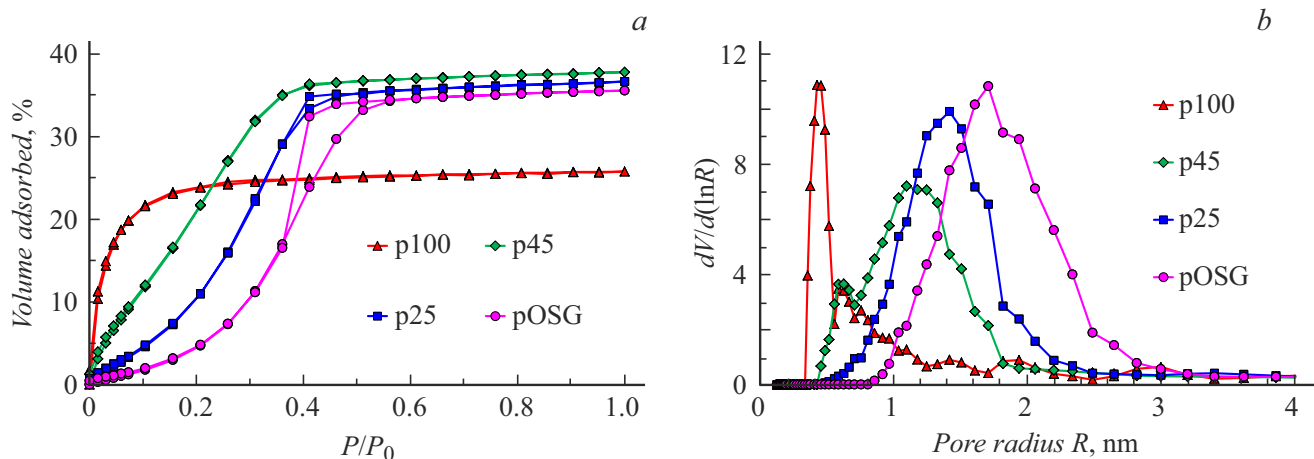 a
Volume adsorbed, %
40
30
20
10
0
p100
p45
p25
pOSG
0
0.2
0.4
0.6
0.8
1.0
P/P0
b
dV/d(lnR)
12
8
4
0
p100
p45
p25
pOSG
1
2
3
4
Pore radius R, nm